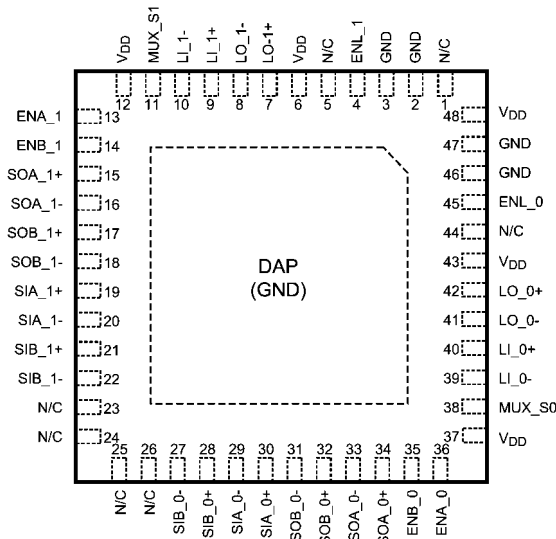 VDD
MUX_S1
LI_1-
LI_1+
LO_1-
LO-1+
VDD
N/C
ENL_1
GND
GND
N/C
12
11
10
9
8
7
6
5
4
3
2
1
ENA_1 13
ENB_1 14
SOA_1+ 15
SOA_1- 16
SOB_1+ 17
SOB_1- 18
SIA_1+ 19
SIA_1- 20
SIB_1+ 21
SIB_1- 22
N/C 23
N/C 24
DAP
(GND)
48 VDD
47 GND
46 GND
45 ENL_0
44 N/C
43 VDD
42 LO_0+
41 LO_0-
40 LI_0+
39 LI_0-
38 MUX_S0
37 VDD
25
26
27
28
29
30
31
32
33
34
35
36
N/C
N/C
SIB_0-
SIB_0+
SIA_0-
SIA_0+
SOB_0-
SOB_0+
SOA_0-
SOA_0+
ENB_0
ENA_0